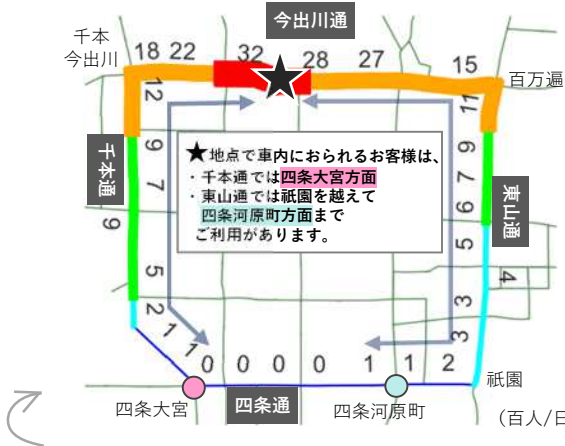 今出川通
千本
今出川
18 22 32 28 27 15
百万遍
12
11
9
9
7
7
6
9
5
5
4
2
3
3
1
1
0 0 0 0 1 1 2
千本通
東山通
★地点で車内におられるお客様は、
・千本通では四条大宮方面
・東山通では祇園を越えて
四条河原町方面まで
ご利用があります。
祇園
四条大宮
四条通
四条河原町
(百人/日